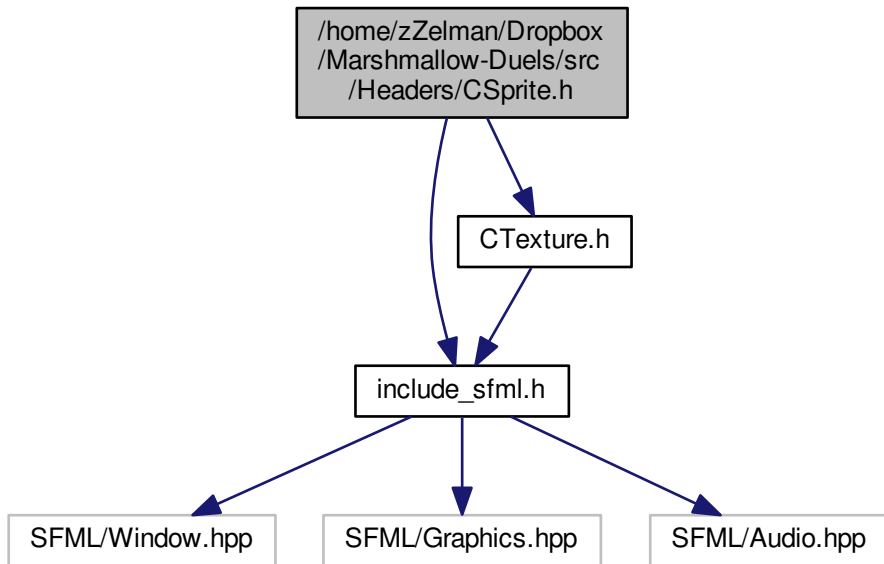 /home/zZelman/Dropbox
/Marshmallow-Duels/src
/Headers/CSprite.h
CTexture.h
include_sfml.h
SFML/Window.hpp
SFML/Graphics.hpp
SFML/Audio.hpp